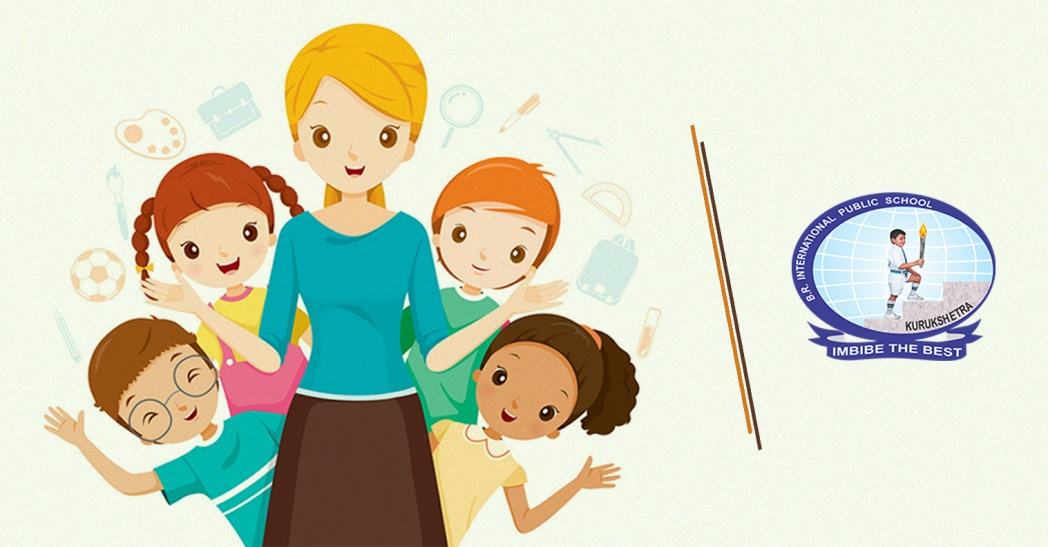 B.R. INTERNATIONAL PUBLIC SCHOOL
KURUKSHETRA
IMBIBE THE BEST